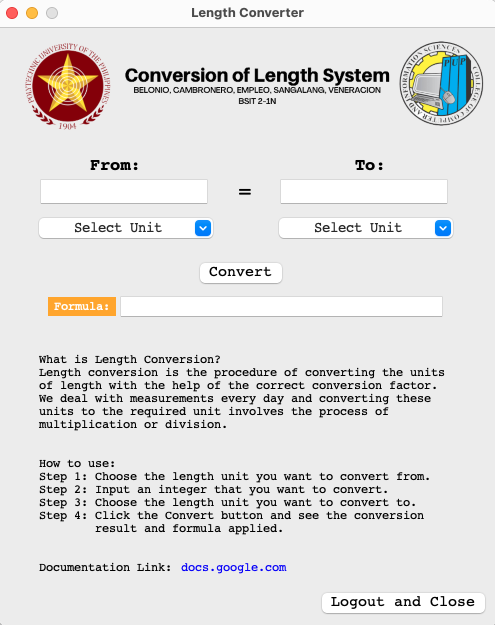 Length Converter
POLYTECHNIC UNIVERSITY OF THE PHILIPPINES
1904
Conversion of Length System
BELONIO, CAMBRONERO, EMPLEO, SANGALANG, VENERACION
BSIT 2-1N
COLLEGE OF COMPUTER AND INFORMATION SCIENCES
PUP
From:
To:
=
Select Unit
Select Unit
Convert
Formula:
What is Length Conversion?
Length conversion is the procedure of converting the units
of length with the help of the correct conversion factor.
We deal with measurements every day and converting these
units to the required unit involves the process of
multiplication or division.
How to use:
Step 1: Choose the length unit you want to convert from.
Step 2: Input an integer that you want to convert.
Step 3: Choose the length unit you want to convert to.
Step 4: Click the Convert button and see the conversion
result and formula applied.
Documentation Link: docs.google.com
Logout and Close